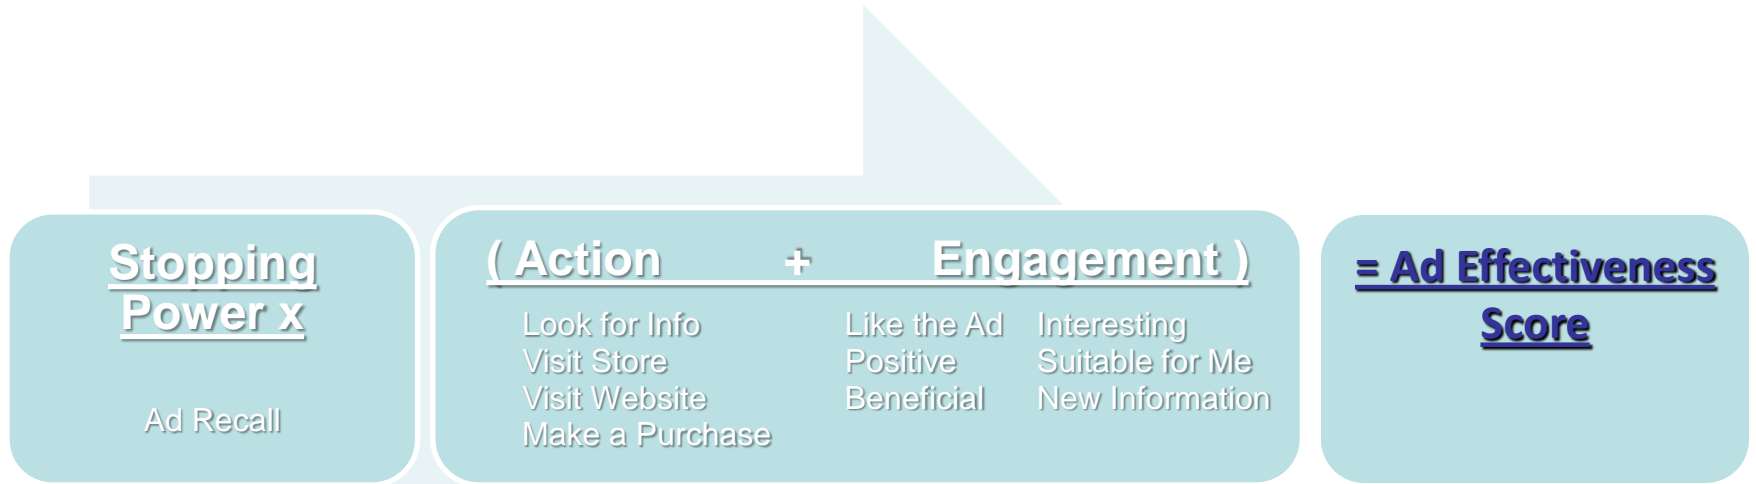 Stopping
Power x
Ad Recall
( Action + Engagement )
Look for Info
Visit Store
Visit Website
Make a Purchase
Like the Ad
Positive
Beneficial
Interesting
Suitable for Me
New Information
= Ad Effectiveness
Score